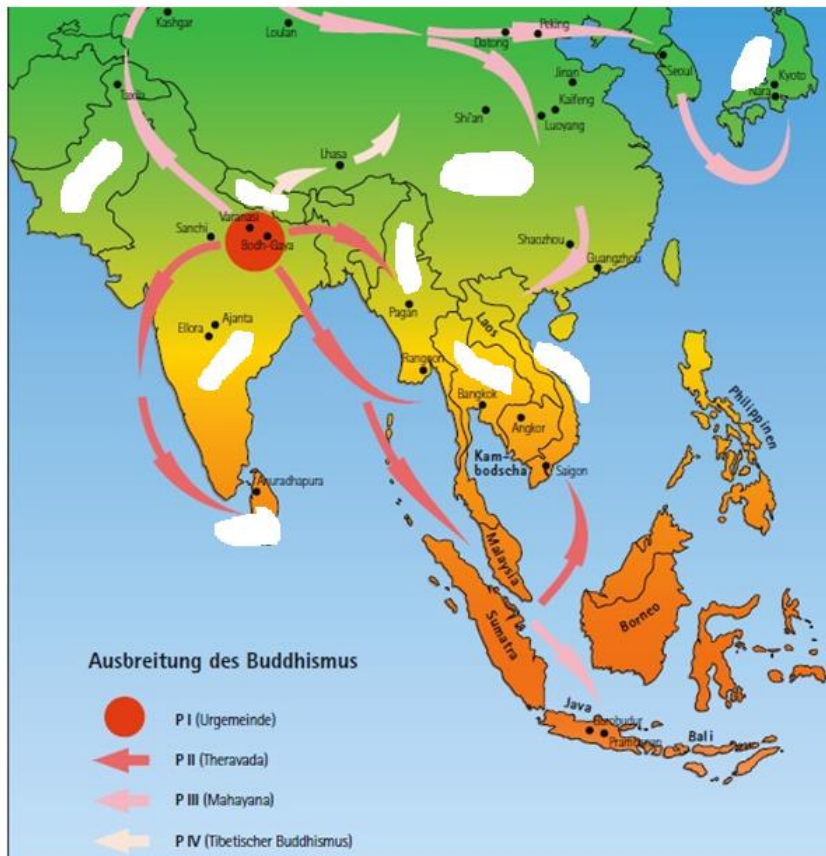 Kashgar
Loulan
Datong
Peking
Seoul
Kyoto
Nara
Taxila
Jinan
Kaifeng
Shi'an
Luoyang
Lhasa
Varanasi
Sanchi
Bodh-Gaya
Shaozhou
Guangzhou
Pagan
Ajanta
Ellora
Laos
Rangoon
Bangkok
Angkor
Philippinen
Kam-
bodscha
Saigon
Anuradhapura
Malaysia
Sumatra
Borneo
Java
Borobudur
Prambanan
Bali
Ausbreitung des Buddhismus
P I (Urgemeinde)
P II (Theravada)
P III (Mahayana)
P IV (Tibetischer Buddhismus)